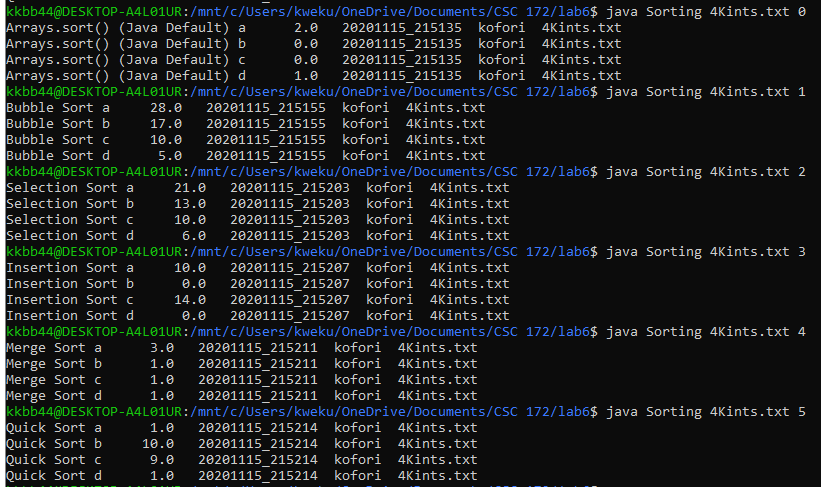 kkbb44@DESKTOP-A4L01UR:/mnt/c/Users/kweku/OneDrive/Documents/CSC 172/lab6$ java Sorting 4Kints.txt 0
Arrays.sort() (Java Default) a      2.0   20201115_215135  kofori  4Kints.txt
Arrays.sort() (Java Default) b      0.0   20201115_215135  kofori  4Kints.txt
Arrays.sort() (Java Default) c      0.0   20201115_215135  kofori  4Kints.txt
Arrays.sort() (Java Default) d      1.0   20201115_215135  kofori  4Kints.txt
kkbb44@DESKTOP-A4L01UR:/mnt/c/Users/kweku/OneDrive/Documents/CSC 172/lab6$ java Sorting 4Kints.txt 1
Bubble Sort a     28.0   20201115_215155  kofori  4Kints.txt
Bubble Sort b     17.0   20201115_215155  kofori  4Kints.txt
Bubble Sort c     10.0   20201115_215155  kofori  4Kints.txt
Bubble Sort d      5.0   20201115_215155  kofori  4Kints.txt
kkbb44@DESKTOP-A4L01UR:/mnt/c/Users/kweku/OneDrive/Documents/CSC 172/lab6$ java Sorting 4Kints.txt 2
Selection Sort a     21.0   20201115_215203  kofori  4Kints.txt
Selection Sort b     13.0   20201115_215203  kofori  4Kints.txt
Selection Sort c     10.0   20201115_215203  kofori  4Kints.txt
Selection Sort d      6.0   20201115_215203  kofori  4Kints.txt
kkbb44@DESKTOP-A4L01UR:/mnt/c/Users/kweku/OneDrive/Documents/CSC 172/lab6$ java Sorting 4Kints.txt 3
Insertion Sort a     10.0   20201115_215207  kofori  4Kints.txt
Insertion Sort b      0.0   20201115_215207  kofori  4Kints.txt
Insertion Sort c     14.0   20201115_215207  kofori  4Kints.txt
Insertion Sort d      0.0   20201115_215207  kofori  4Kints.txt
kkbb44@DESKTOP-A4L01UR:/mnt/c/Users/kweku/OneDrive/Documents/CSC 172/lab6$ java Sorting 4Kints.txt 4
Merge Sort a      3.0   20201115_215211  kofori  4Kints.txt
Merge Sort b      1.0   20201115_215211  kofori  4Kints.txt
Merge Sort c      1.0   20201115_215211  kofori  4Kints.txt
Merge Sort d      1.0   20201115_215211  kofori  4Kints.txt
kkbb44@DESKTOP-A4L01UR:/mnt/c/Users/kweku/OneDrive/Documents/CSC 172/lab6$ java Sorting 4Kints.txt 5
Quick Sort a      1.0   20201115_215214  kofori  4Kints.txt
Quick Sort b     10.0   20201115_215214  kofori  4Kints.txt
Quick Sort c      9.0   20201115_215214  kofori  4Kints.txt
Quick Sort d      1.0   20201115_215214  kofori  4Kints.txt